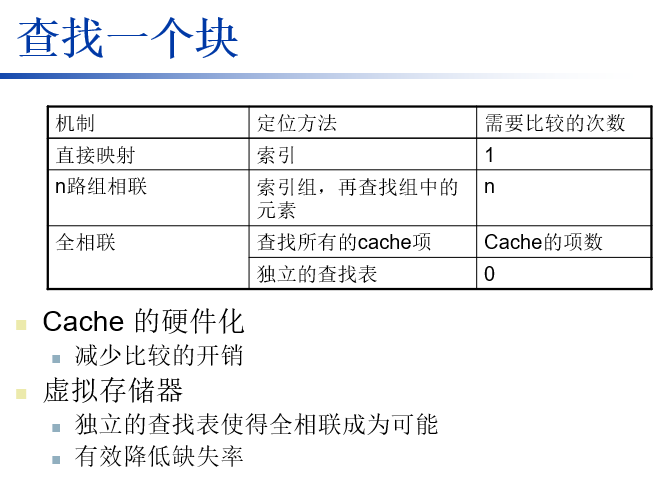 查找一个块
机制 定位方法 需要比较的次数
直接映射 索引 1
n路组相联 索引组，再查找组中的 n
元素
全相联 查找所有的cache项 Cache的项数
独立的查找表 0
Cache 的硬件化
减少比较的开销
虚拟存储器
独立的查找表使得全相联成为可能
有效降低缺失率